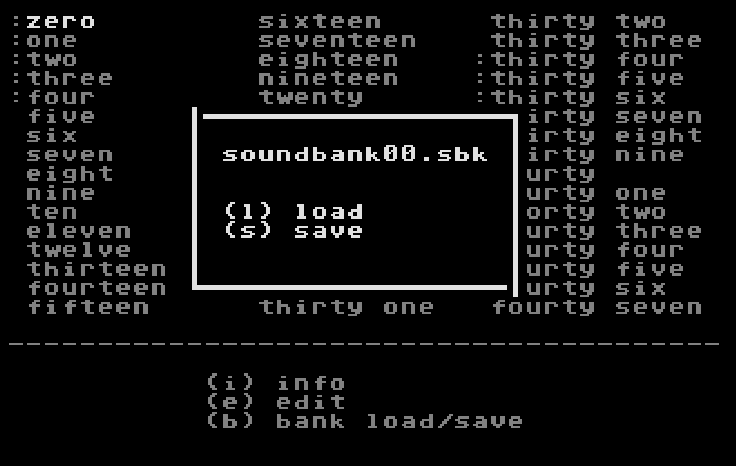 :zero sixteen thirty two
:one seventeen thirty three
:two eighteen :thirty four
:three nineteen :thirty five
:four twenty :thirty six
five irty seven
six irty eight
seven irty nine
eight urty
nine urty one
ten orty two
eleven urty three
twelve urty four
thirteen urty five
fourteen urty six
fifteen thirty one fourty seven
soundbank00.sbk
(l) load
(s) save
(i) info
(e) edit
(b) bank load/save